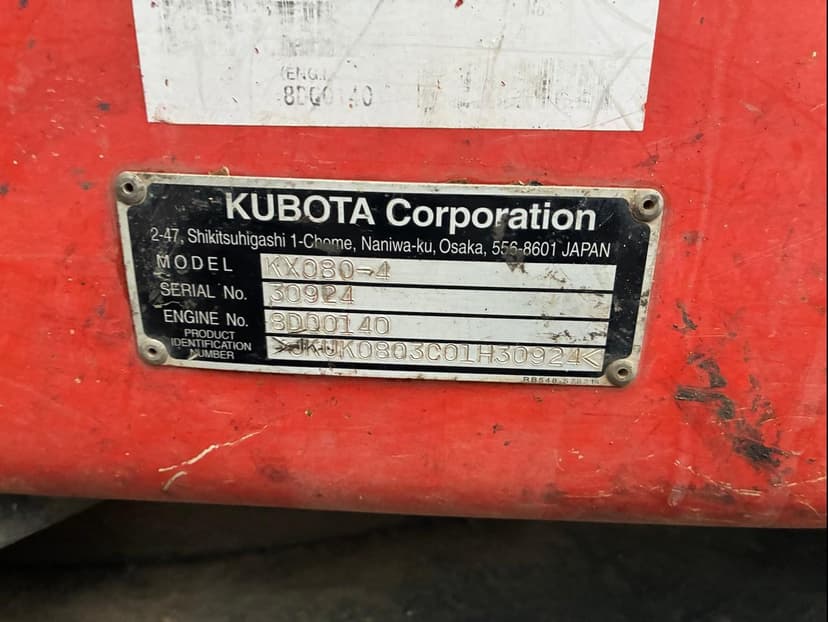 (ENG.)
8DQ0140
KUBOTA Corporation
2-47, Shikitsuhigashi 1-Chome, Naniwa-ku, Osaka, 556-8601 JAPAN
MODEL KX080-4
SERIAL No. 30924
ENGINE No. 8DQ0140
PRODUCT IDENTIFICATION NUMBER >JKUK0803C01H30924<